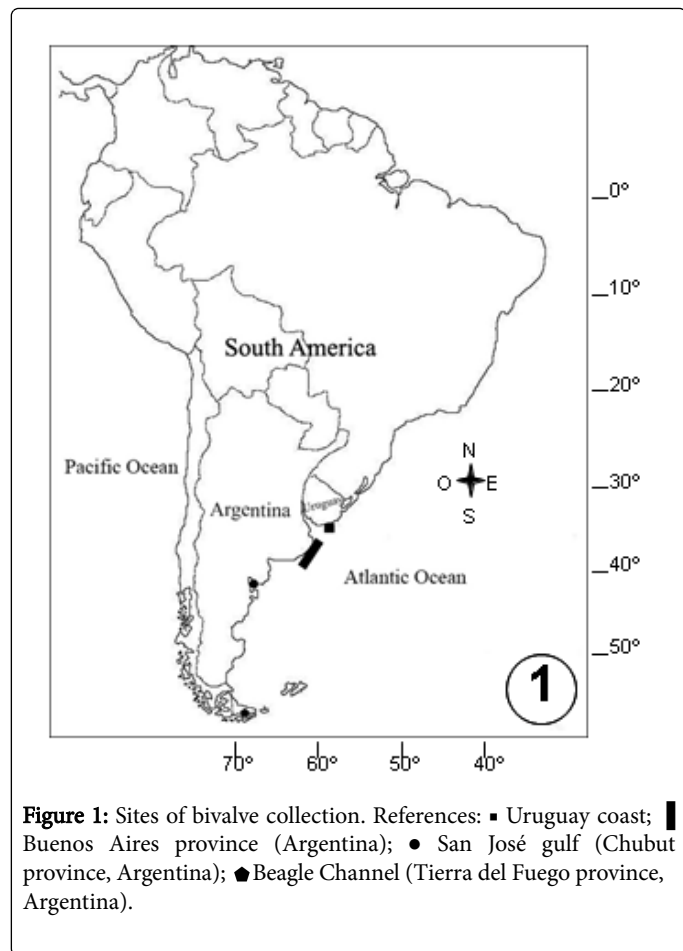 South America
Pacific Ocean
Argentina
Uruguay
Atlantic Ocean
N
O E
S
_0°
_10°
_20°
_30°
_40°
_50°
1
70° 60° 50° 40°
Figure 1: Sites of bivalve collection. References: ▪ Uruguay coast; ▌
Buenos Aires province (Argentina); ● San José gulf (Chubut
province, Argentina); ⬟ Beagle Channel (Tierra del Fuego province,
Argentina).